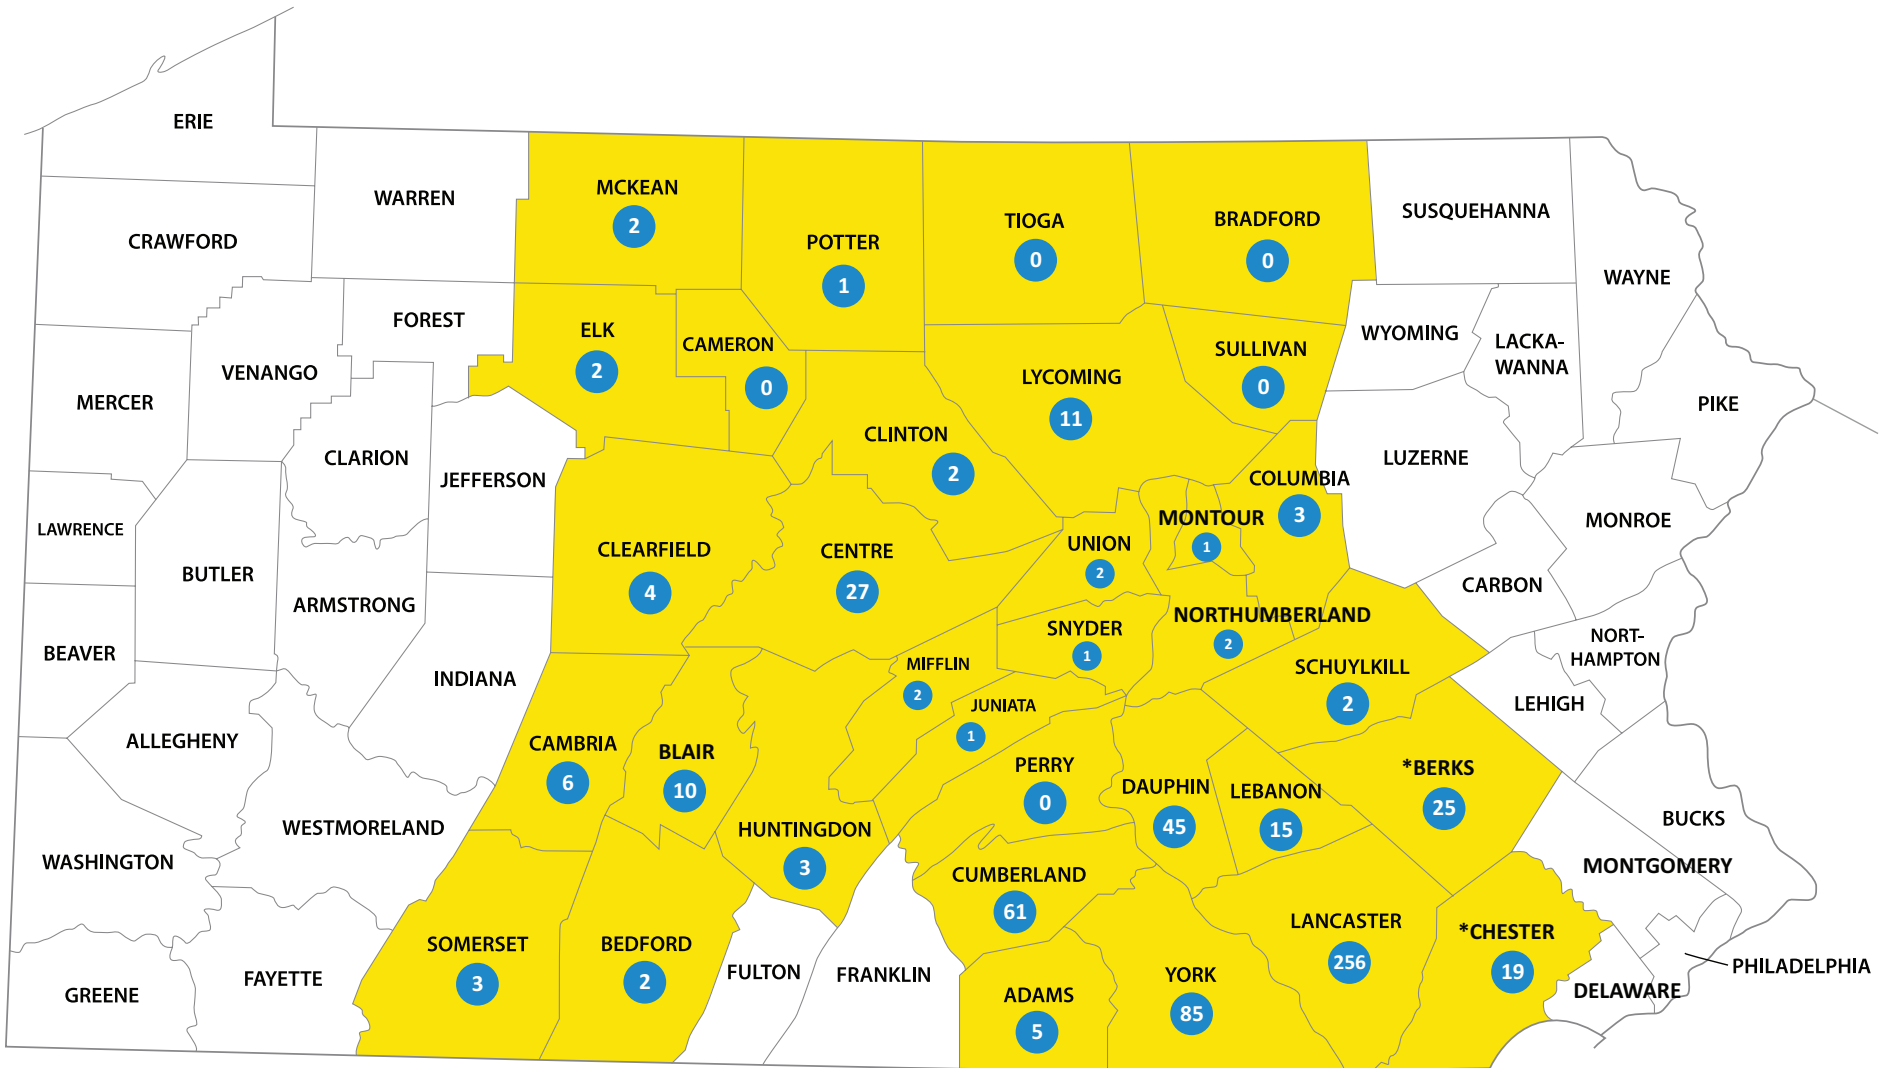 ERIE
WARREN
MCKEAN
2
POTTER
1
TIOGA
0
BRADFORD
0
SUSQUEHANNA
WAYNE
CRAWFORD
FOREST
ELK
2
CAMERON
0
LYCOMING
11
SULLIVAN
0
WYOMING
LACKA-
WANNA
PIKE
MERCER
VENANGO
CLARION
JEFFERSON
CLINTON
2
COLUMBIA
3
LUZERNE
MONROE
LAWRENCE
BUTLER
ARMSTRONG
CLEARFIELD
4
CENTRE
27
UNION
2
MONTOUR
1
CARBON
BEAVER
INDIANA
MIFFLIN
2
SNYDER
1
NORTHUMBERLAND
2
SCHUYLKILL
2
NORT-
HAMPTON
LEHIGH
ALLEGHENY
CAMBRIA
6
BLAIR
10
JUNIATA
1
PERRY
0
DAUPHIN
45
LEBANON
15
*BERKS
25
BUCKS
WASHINGTON
WESTMORELAND
HUNTINGDON
3
CUMBERLAND
61
LANCASTER
256
MONTGOMERY
*CHESTER
19
GREENE
FAYETTE
SOMERSET
3
BEDFORD
2
FULTON
FRANKLIN
ADAMS
5
YORK
85
DELAWARE
PHILADELPHIA